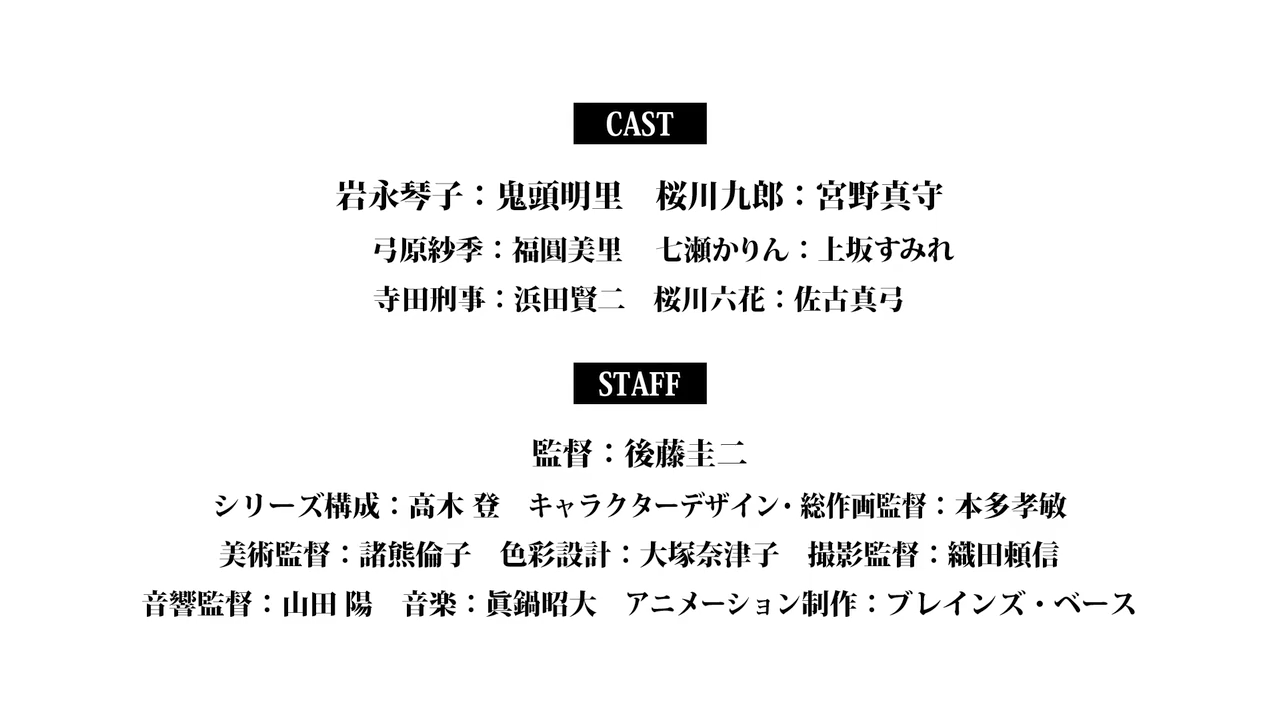 CAST
岩永琴子：鬼頭明里　桜川九郎：宮野真守
弓原紗季：福圓美里　七瀬かりん：上坂すみれ
寺田刑事：浜田賢二　桜川六花：佐古真弓
STAFF
監督：後藤圭二
シリーズ構成：高木 登　キャラクターデザイン・総作画監督：本多孝敏
美術監督：諸熊倫子　色彩設計：大塚奈津子　撮影監督：織田頼信
音響監督：山田 陽　音楽：眞鍋昭大　アニメーション制作：ブレインズ・ベース